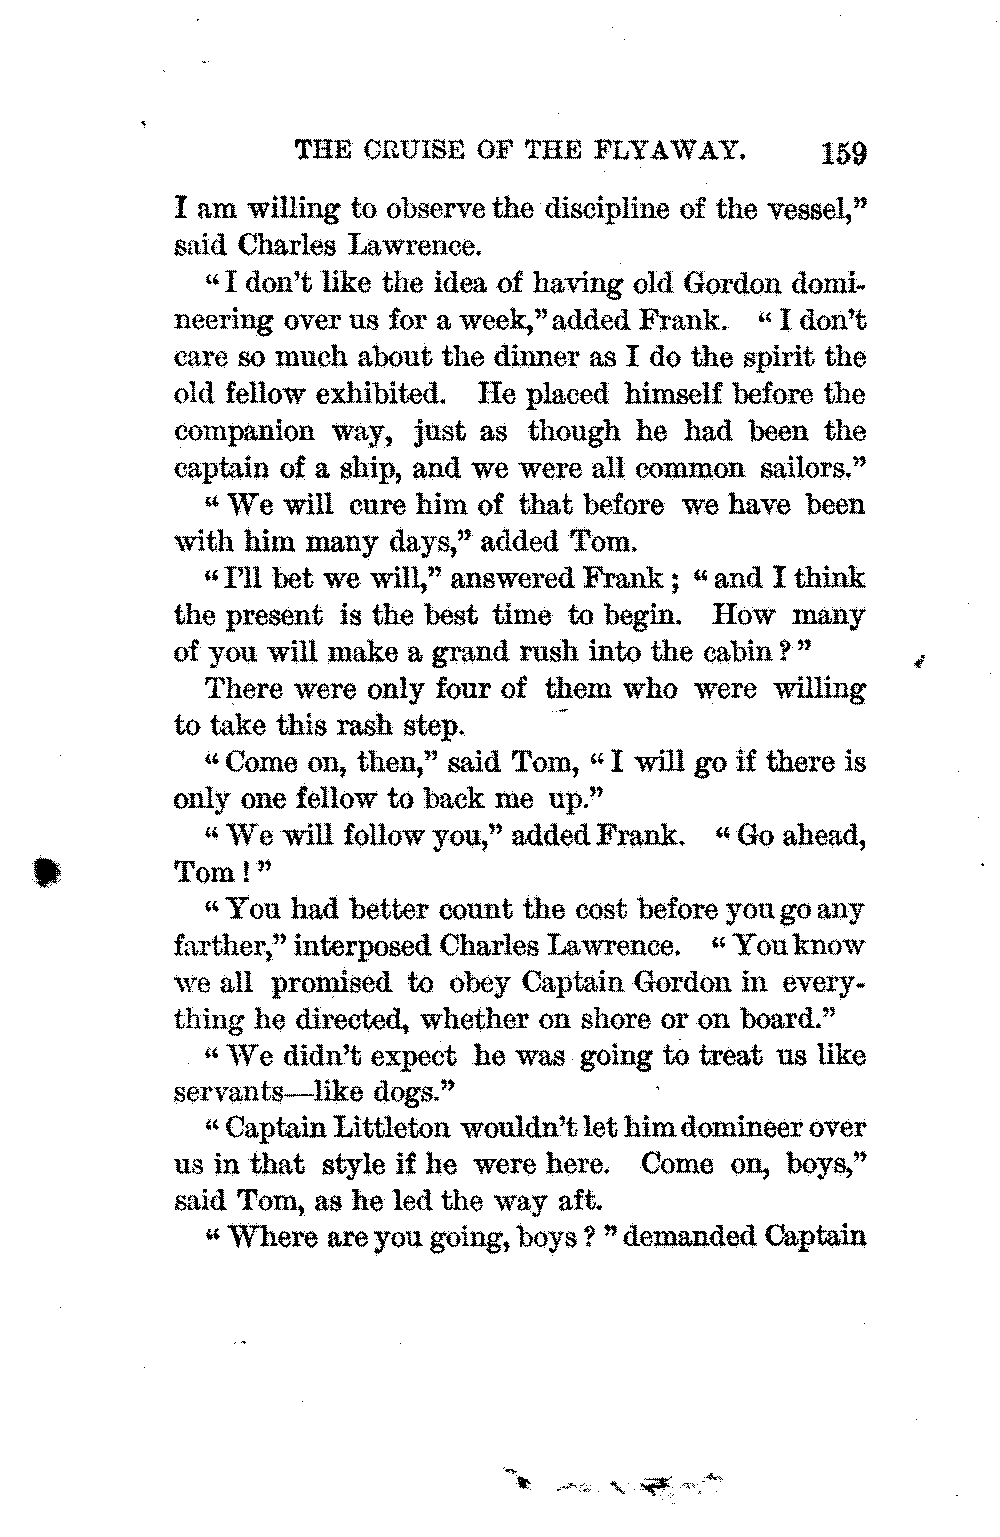 THE CRUISE OF THE FLYAWAY. 159
I am willing to observe the discipline of the vessel,”
said Charles Lawrence.
“I don’t like the idea of having old Gordon domi-
neering over us for a week,” added Frank. “I don’t
care so much about the dinner as I do the spirit the
old fellow exhibited. He placed himself before the
companion way, just as though he had been the
captain of a ship, and we were all common sailors.”
“We will cure him of that before we have been
with him many days,” added Tom.
“I’ll bet we will,” answered Frank; “and I think
the present is the best time to begin. How many
of you will make a grand rush into the cabin?”
There were only four of them who were willing
to take this rash step.
“Come on, then,” said Tom, “I will go if there is
only one fellow to back me up.”
“We will follow you,” added Frank. “Go ahead,
Tom!”
“You had better count the cost before you go any
farther,” interposed Charles Lawrence. “You know
we all promised to obey Captain Gordon in every-
thing he directed, whether on shore or on board.”
“We didn’t expect he was going to treat us like
servants—like dogs.”
“Captain Littleton wouldn’t let him domineer over
us in that style if he were here. Come on, boys,”
said Tom, as he led the way aft.
“Where are you going, boys?” demanded Captain